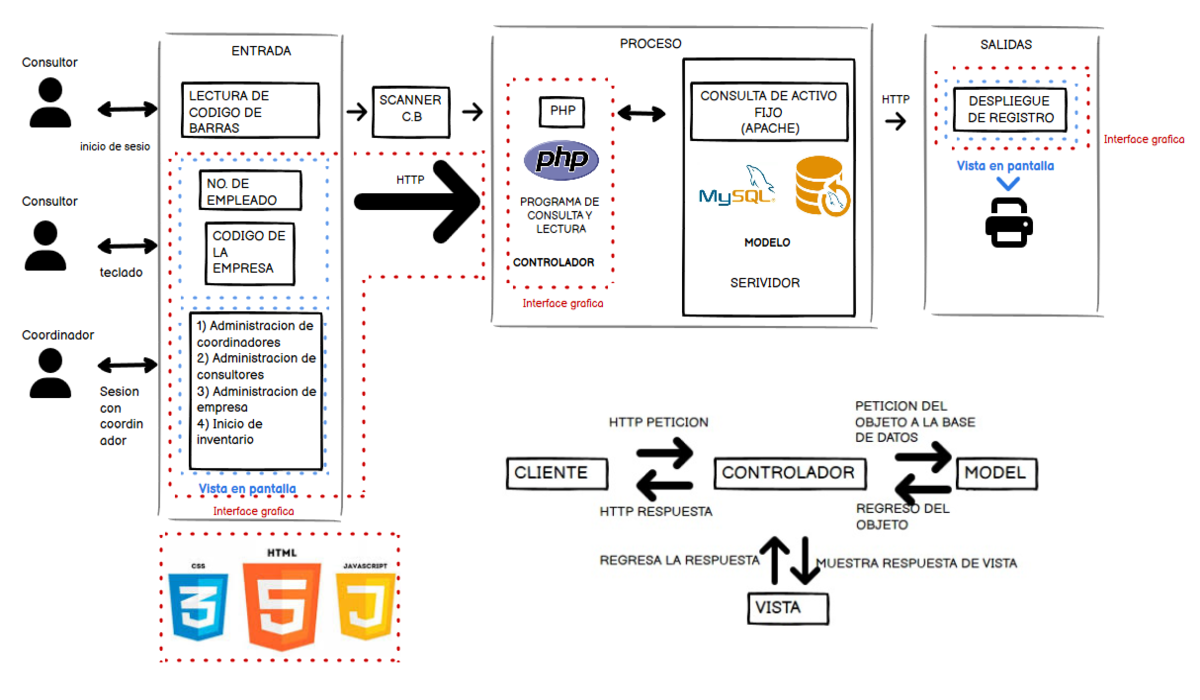 ENTRADA
PROCESO
SALIDAS
Consultor
inicio de sesio
LECTURA DE
CODIGO DE
BARRAS
SCANNER
C.B
HTTP
NO. DE
EMPLEADO
CODIGO DE
LA
EMPRESA
Consultor
teclado
Coordinador
Sesion
con
coordin
ador
1) Administracion de
coordinadores
2) Administracion de
consultores
3) Administracion de
empresa
4) Inicio de
inventario
Vista en pantalla
Interface grafica
PHP
php
PROGRAMA DE
CONSULTA Y
LECTURA
CONTROLADOR
Interface grafica
CONSULTA DE ACTIVO
FIJO
(APACHE)
MySQL
MODELO
SERIVIDOR
HTTP
DESPLIEGUE
DE REGISTRO
Interface grafica
Vista en pantalla
CSS
3
HTML
5
JAVASCRIPT
J
HTTP PETICION
PETICION DEL
OBJETO A LA BASE
DE DATOS
CLIENTE
CONTROLADOR
MODEL
HTTP RESPUESTA
REGRESO DEL
OBJETO
REGRESA LA RESPUESTA
MUESTRA RESPUESTA DE VISTA
VISTA